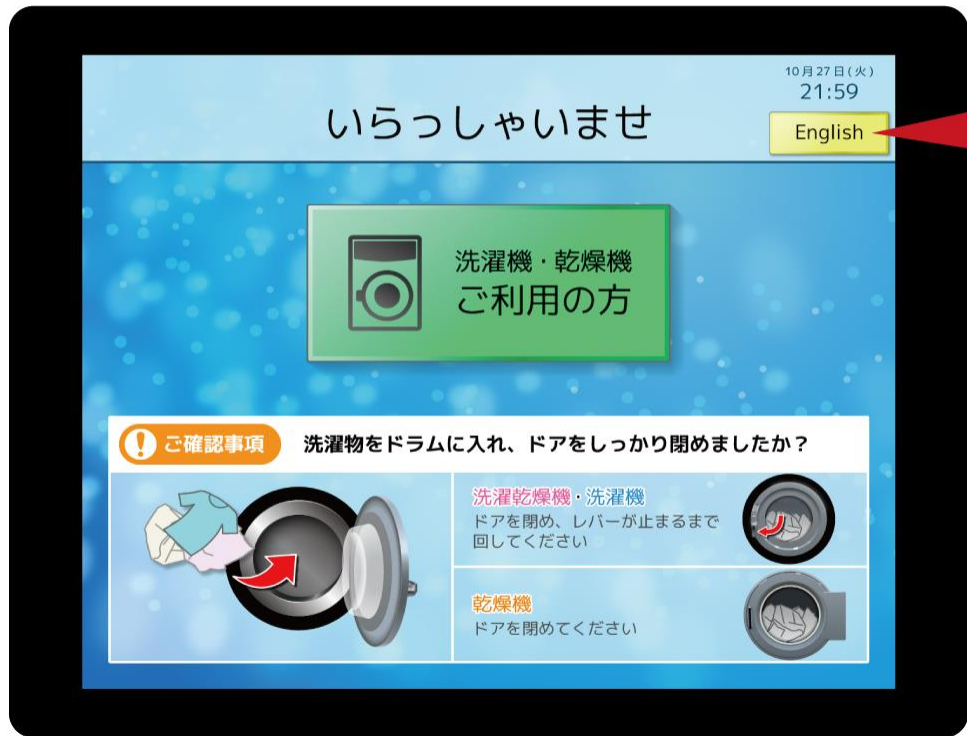 10月27日(火)
21:59
いらっしゃいませ
English
洗濯機・乾燥機
ご利用の方
! ご確認事項 洗濯物をドラムに入れ、ドアをしっかり閉めましたか?
洗濯乾燥機・洗濯機
ドアを閉め、レバーが止まるまで
回してください
乾燥機
ドアを閉めてください